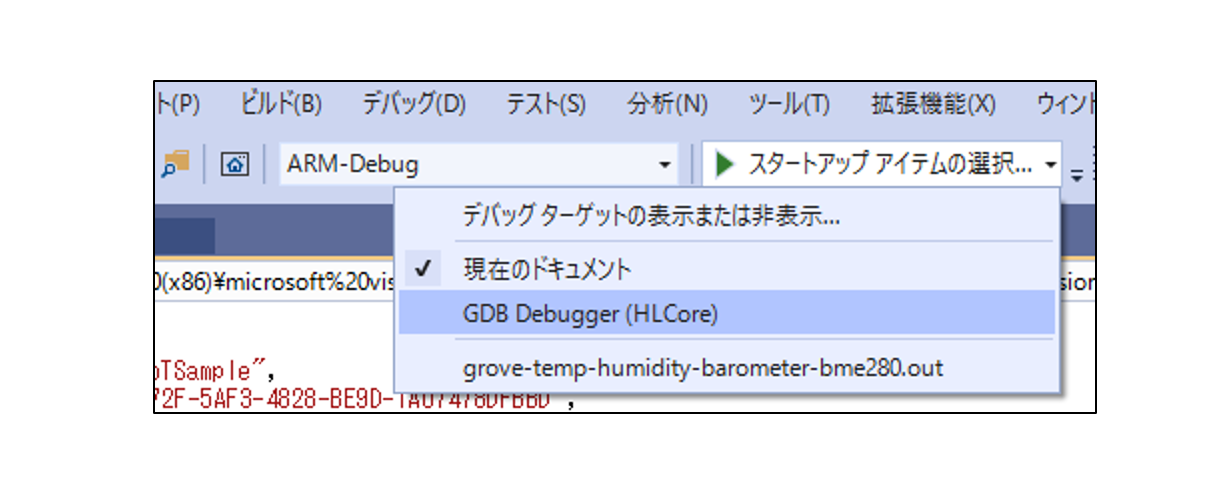 ト(P) ビルド(B) デバッグ(D) テスト(S) 分析(N) ツール(T) 拡張機能(X) ウィント
ARM-Debug スタートアップ アイテムの選択...
デバッグ ターゲットの表示または非表示...
現在のドキュメント
0(x86)¥microsoft%20vis sion
GDB Debugger (HLCore)
grove-temp-humidity-barometer-bme280.out
oTSample",
72F-5AF3-4828-BE9D-1A07478DFBBD",